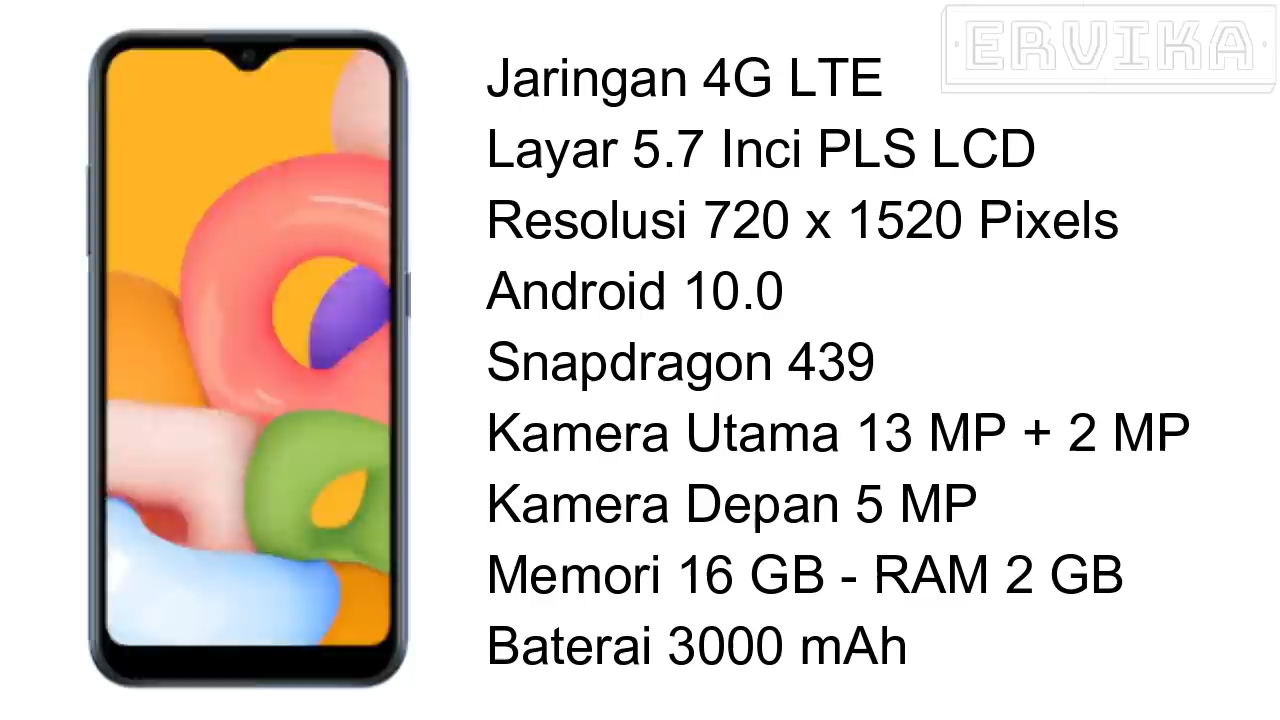 ERVIKA
Jaringan 4G LTE
Layar 5.7 Inci PLS LCD
Resolusi 720 x 1520 Pixels
Android 10.0
Snapdragon 439
Kamera Utama 13 MP + 2 MP
Kamera Depan 5 MP
Memori 16 GB - RAM 2 GB
Baterai 3000 mAh